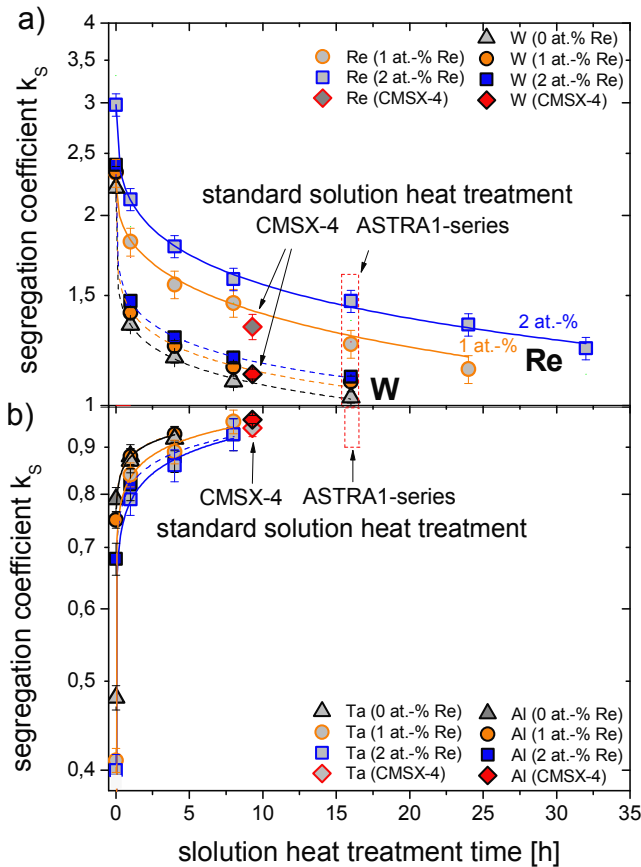 a)
segregation coefficient k_S
4
3
2.5
2
1.5
1
Re (1 at.-% Re)
Re (2 at.-% Re)
Re (CMSX-4)
W (0 at.% Re)
W (1 at.-% Re)
W (2 at.-% Re)
W (CMSX-4)
standard solution heat treatment
CMSX-4 ASTRA1-series
2 at.-%
1 at.-%
Re
W
b)
segregation coefficient k_S
0.9
0.8
0.7
0,6
0.5
0.4
CMSX-4 ASTRA1-series
standard solution heat treatment
Ta (0 at.-% Re)
Ta (1 at.-% Re)
Ta (2 at.-% Re)
Ta (CMSX-4)
Al (0 at.-% Re)
Al (1 at.-% Re)
Al (2 at.-% Re)
Al (CMSX-4)
0 5 10 15 20 25 30 35
slolution heat treatment time [h]